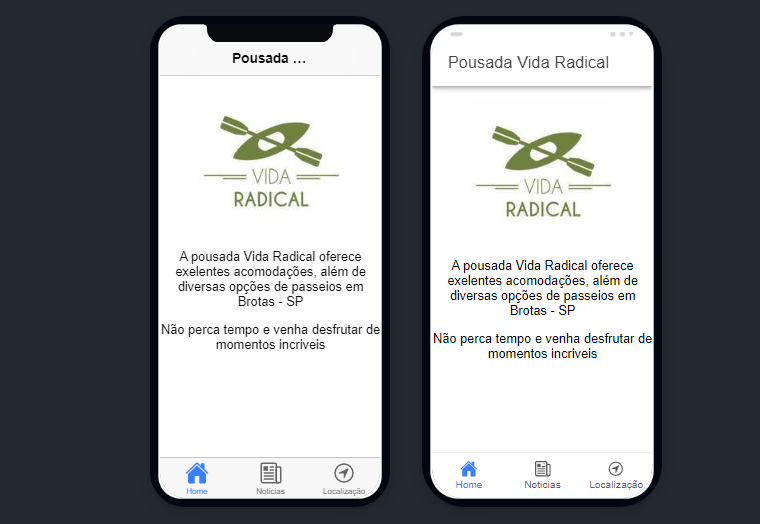 Pousada ...
VIDA
RADICAL
A pousada Vida Radical oferece
exelentes acomodações, além de
diversas opções de passeios em
Brotas - SP
Não perca tempo e venha desfrutar de
momentos incriveis
Home
Noticias
Localização
Pousada Vida Radical
VIDA
RADICAL
A pousada Vida Radical oferece
exelentes acomodações, além de
diversas opções de passeios em
Brotas - SP
Não perca tempo e venha desfrutar de
momentos incriveis
Home
Noticias
Localização